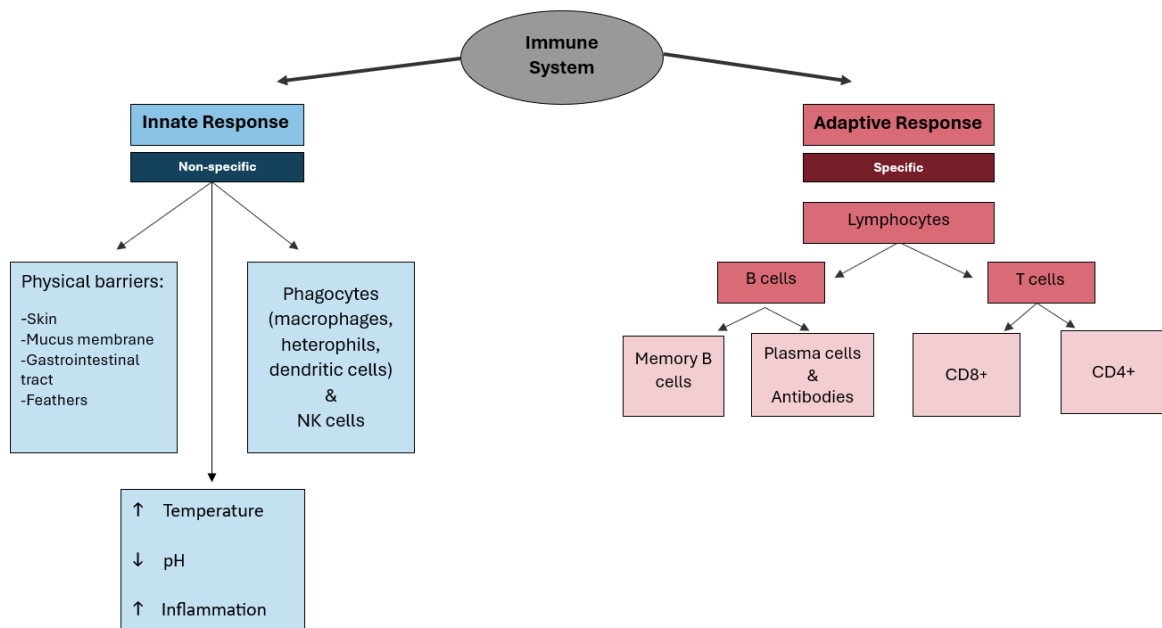 Immune
System
Innate Response
Non-specific
Physical barriers:
-Skin
-Mucus membrane
-Gastrointestinal
tract
-Feathers
Phagocytes
(macrophages,
heterophils,
dendritic cells)
&
NK cells
↑ Temperature
↓ pH
↑ Inflammation
Adaptive Response
Specific
Lymphocytes
B cells
T cells
Memory B
cells
Plasma cells
&
Antibodies
CD8+
CD4+